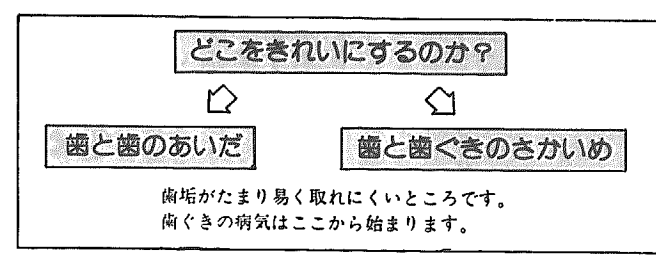 どこをきれいにするのか？
歯と歯のあいだ
歯と歯ぐきのさかいめ
歯垢がたまり易く取れにくいところです。
歯ぐきの病気はここから始まります。